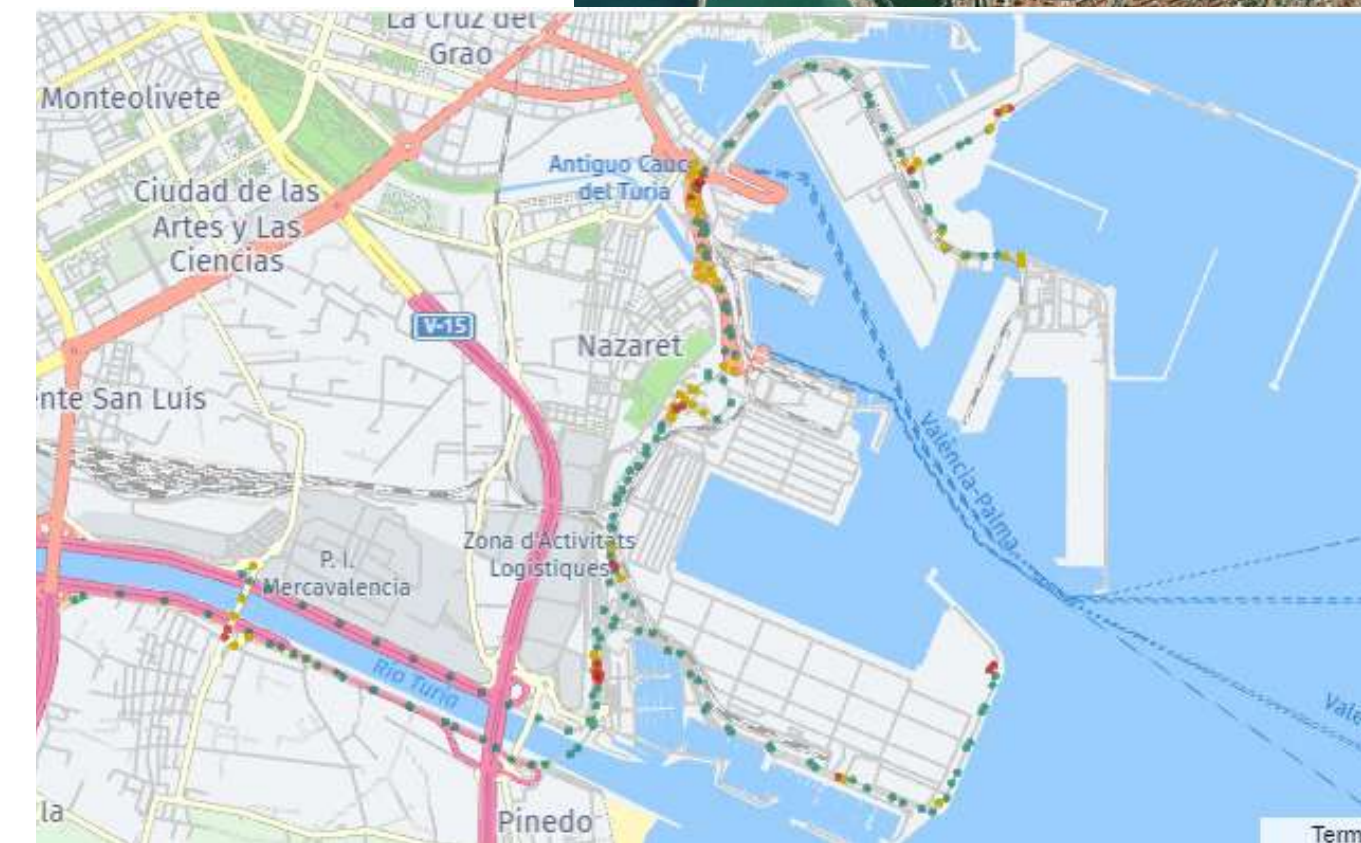 La Cruz del
Grao
Monteolivete
Antiguo Cauc
del Turia
Ciudad de las
Artes y Las
Ciencias
V-15
Nazaret
nte San Luís
Valencia-Palma
Zona d'Activitats
Logístiques
P. I.
Mercavalencia
Río Turia
Vale
la
Pinedo
Term